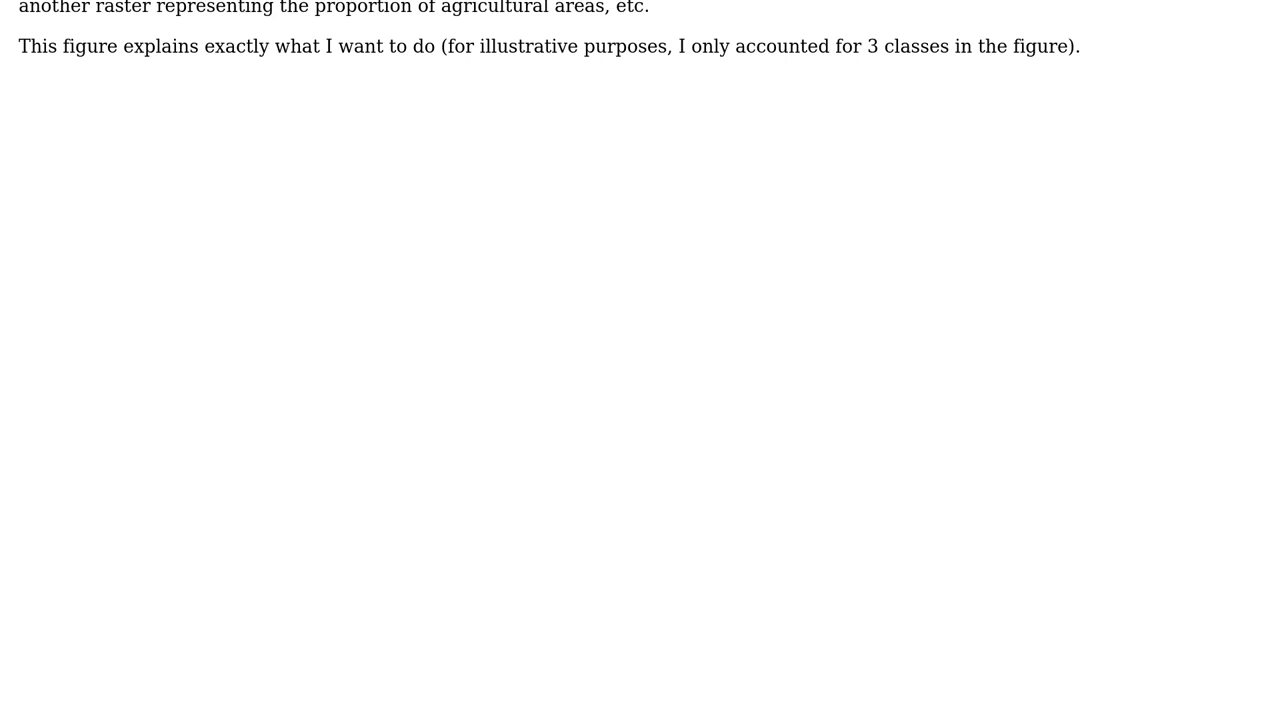 another raster representing the proportion of agricultural areas, etc.
This figure explains exactly what I want to do (for illustrative purposes, I only accounted for 3 classes in the figure).